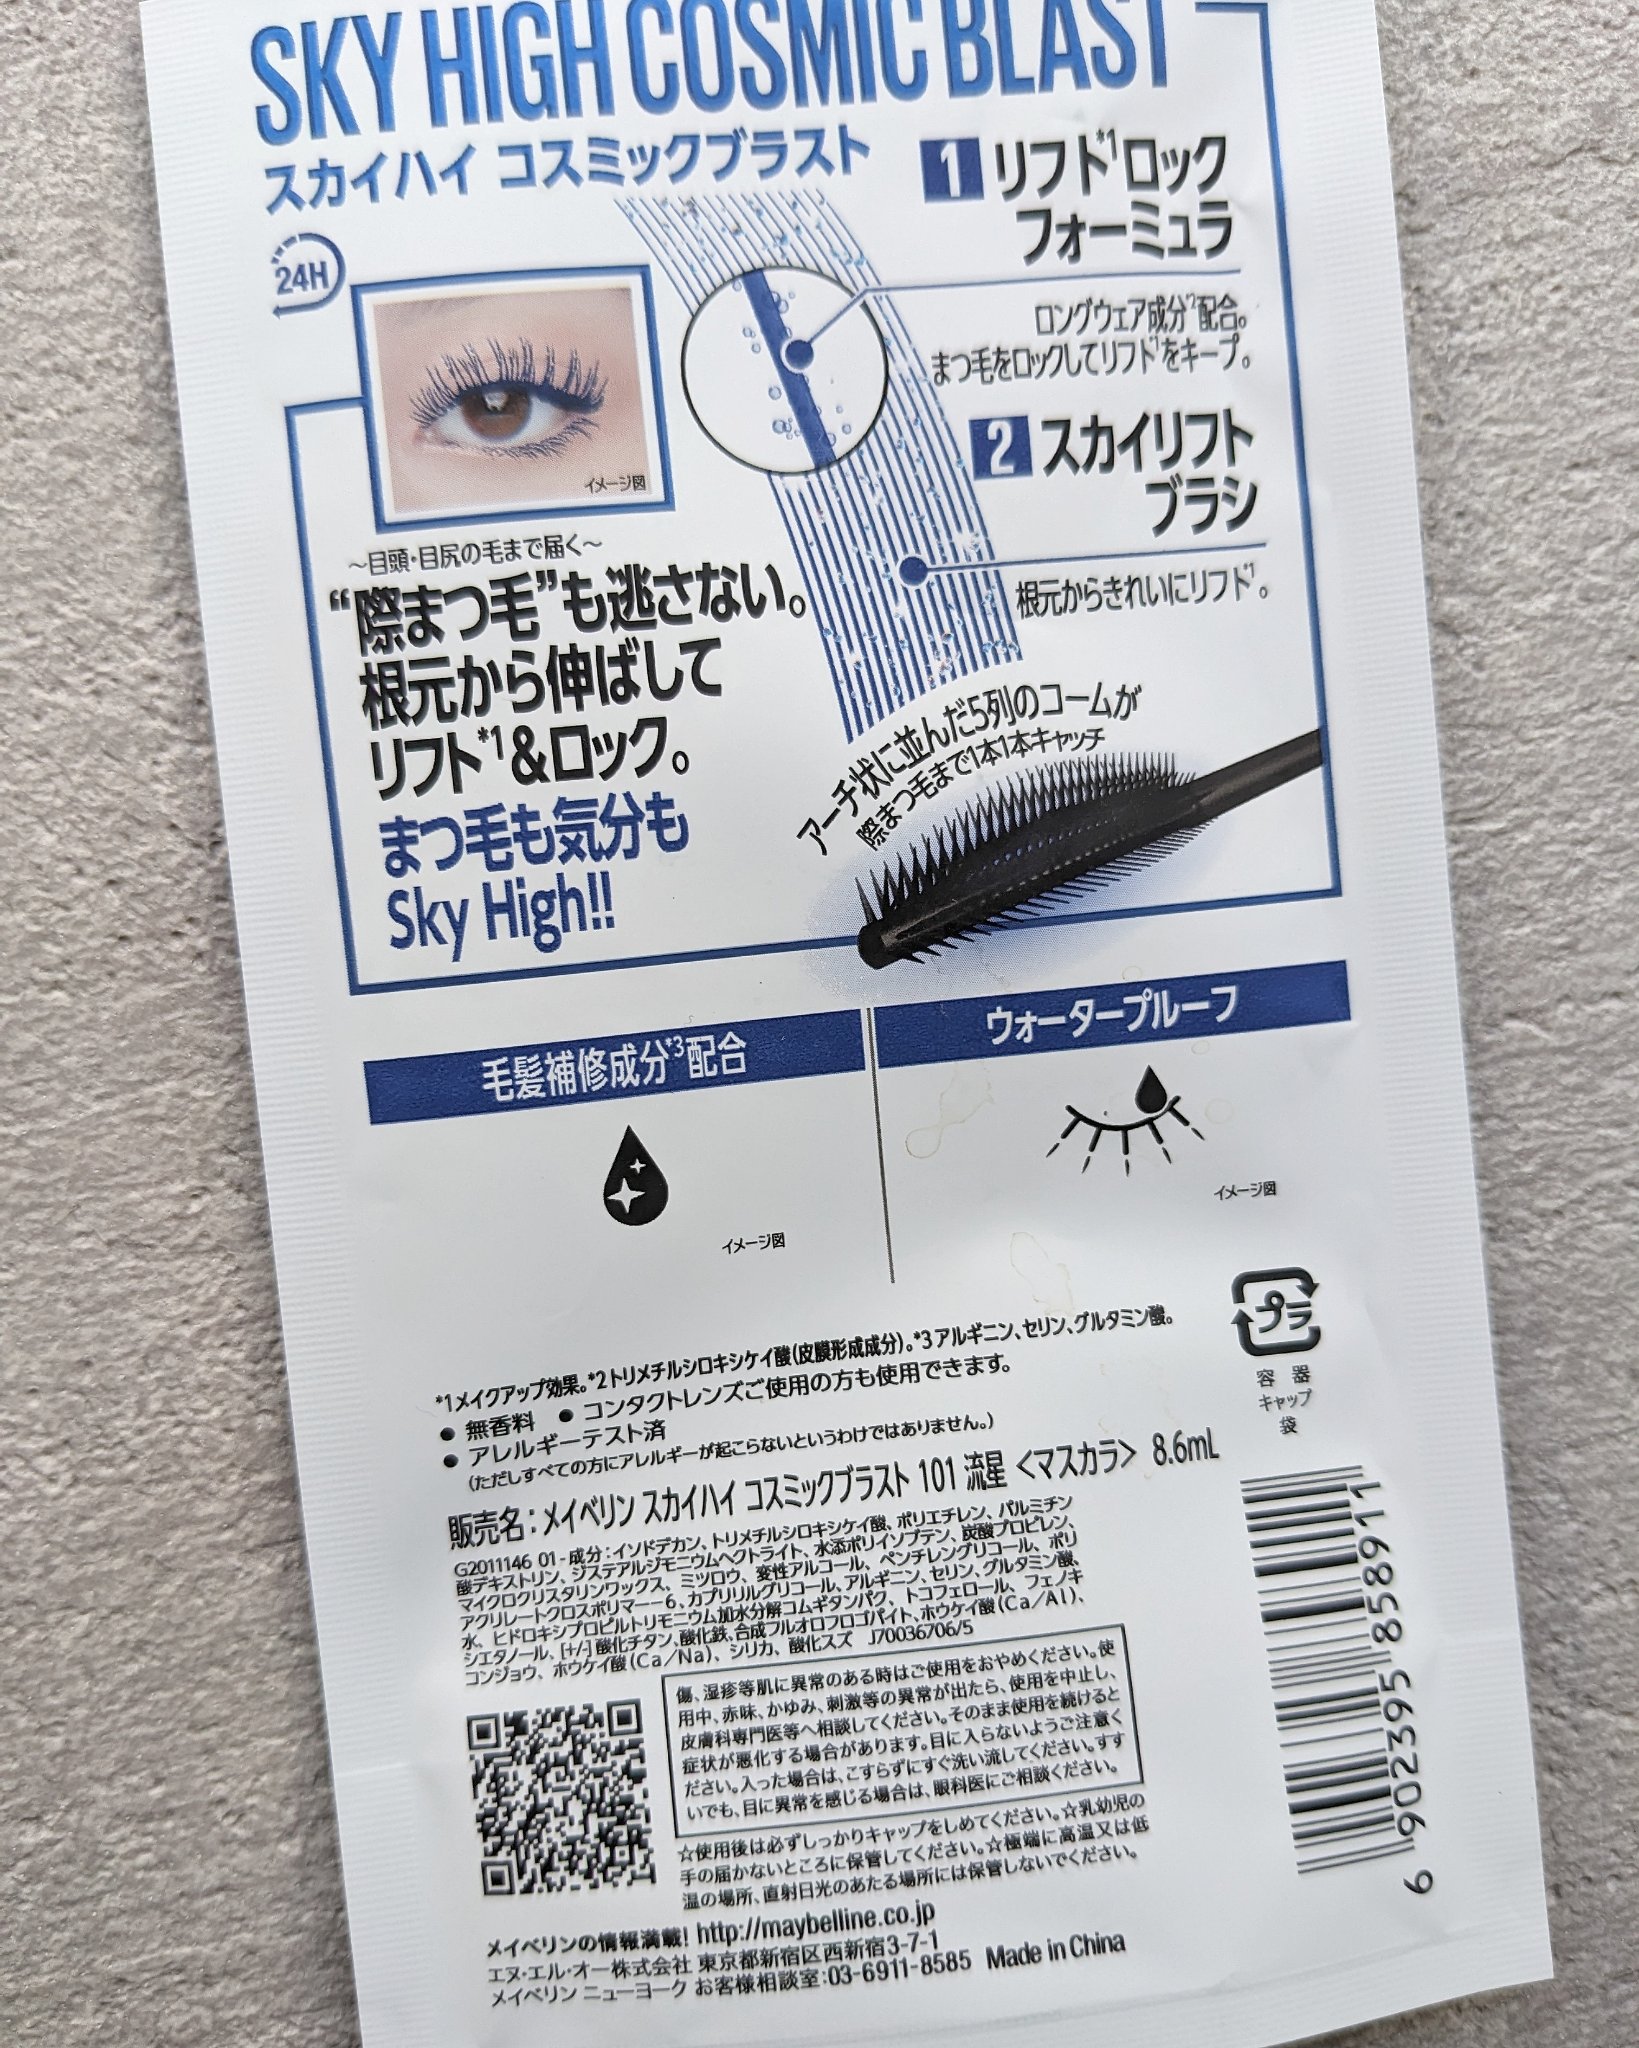 SKY HIGH COSMIC BLAST
スカイハイ コスミックブラスト
24H
イメージ図
1 リフト*1ロック
フォーミュラ
ロングウェア成分*2配合。
まつ毛をロックしてリフト*1をキープ。
2 スカイリフト
ブラシ
根元からきれいにリフト*1。
～目頭・目尻の毛まで届く～
“際まつ毛”も逃さない。
根元から伸ばして
リフト*1&ロック。
まつ毛も気分も
Sky High!!
アーチ状に並んだ5列のコームが
際まつ毛まで1本1本キャッチ
毛髪補修成分*3配合
イメージ図
ウォータープルーフ
イメージ図
プラ
容器
キャップ
袋
*1メイクアップ効果。*2トリメチルシロキシケイ酸(皮膜形成成分)。*3アルギニン、セリン、グルタミン酸。
● 無香料 ● コンタクトレンズご使用の方も使用できます。
● アレルギーテスト済
(ただしすべての方にアレルギーが起こらないというわけではありません。)
販売名：メイベリン スカイハイ コスミックブラスト 101 流星 <マスカラ> 8.6mL
G2011146 01 - 成分：イソドデカン、トリメチルシロキシケイ酸、ポリエチレン、パルミチン
酸デキストリン、ジステアルジモニウムヘクトライト、水添ポリイソブテン、炭酸プロピレン、
マイクロクリスタリンワックス、ミツロウ、変性アルコール、ペンチレングリコール、ポリ
アクリレートクロスポリマー－6、カプリリルグリコール、アルギニン、セリン、グルタミン酸、
水、ヒドロキシプロピルトリモニウム加水分解コムギタンパク、トコフェロール、フェノキ
シエタノール、[+/-]酸化チタン、酸化鉄、合成フルオロフロゴパイト、ホウケイ酸(Ca/Al)、
コンジョウ、ホウケイ酸(Ca/Na)、シリカ、酸化スズ J70036706/5
傷、湿疹等肌に異常のある時はご使用をおやめください。使
用中、赤味、かゆみ、刺激等の異常が出たら、使用を中止し、
皮膚科専門医等へ相談してください。そのまま使用を続けると
症状が悪化する場合があります。目に入らないようご注意く
ださい。入った場合は、こすらずにすぐ洗い流してください。すす
いでも、目に異常を感じる場合は、眼科医にご相談ください。
☆使用後は必ずしっかりキャップをしめてください。☆乳幼児の
手の届かないところに保管してください。☆極端に高温又は低
温の場所、直射日光のあたる場所には保管しないでください。
メイベリンの情報満載! http://maybelline.co.jp
エヌ・エル・オー株式会社 東京都新宿区西新宿3-7-1
メイベリン ニューヨーク お客様相談室:03-6911-8585 Made in China
6 902395 858911